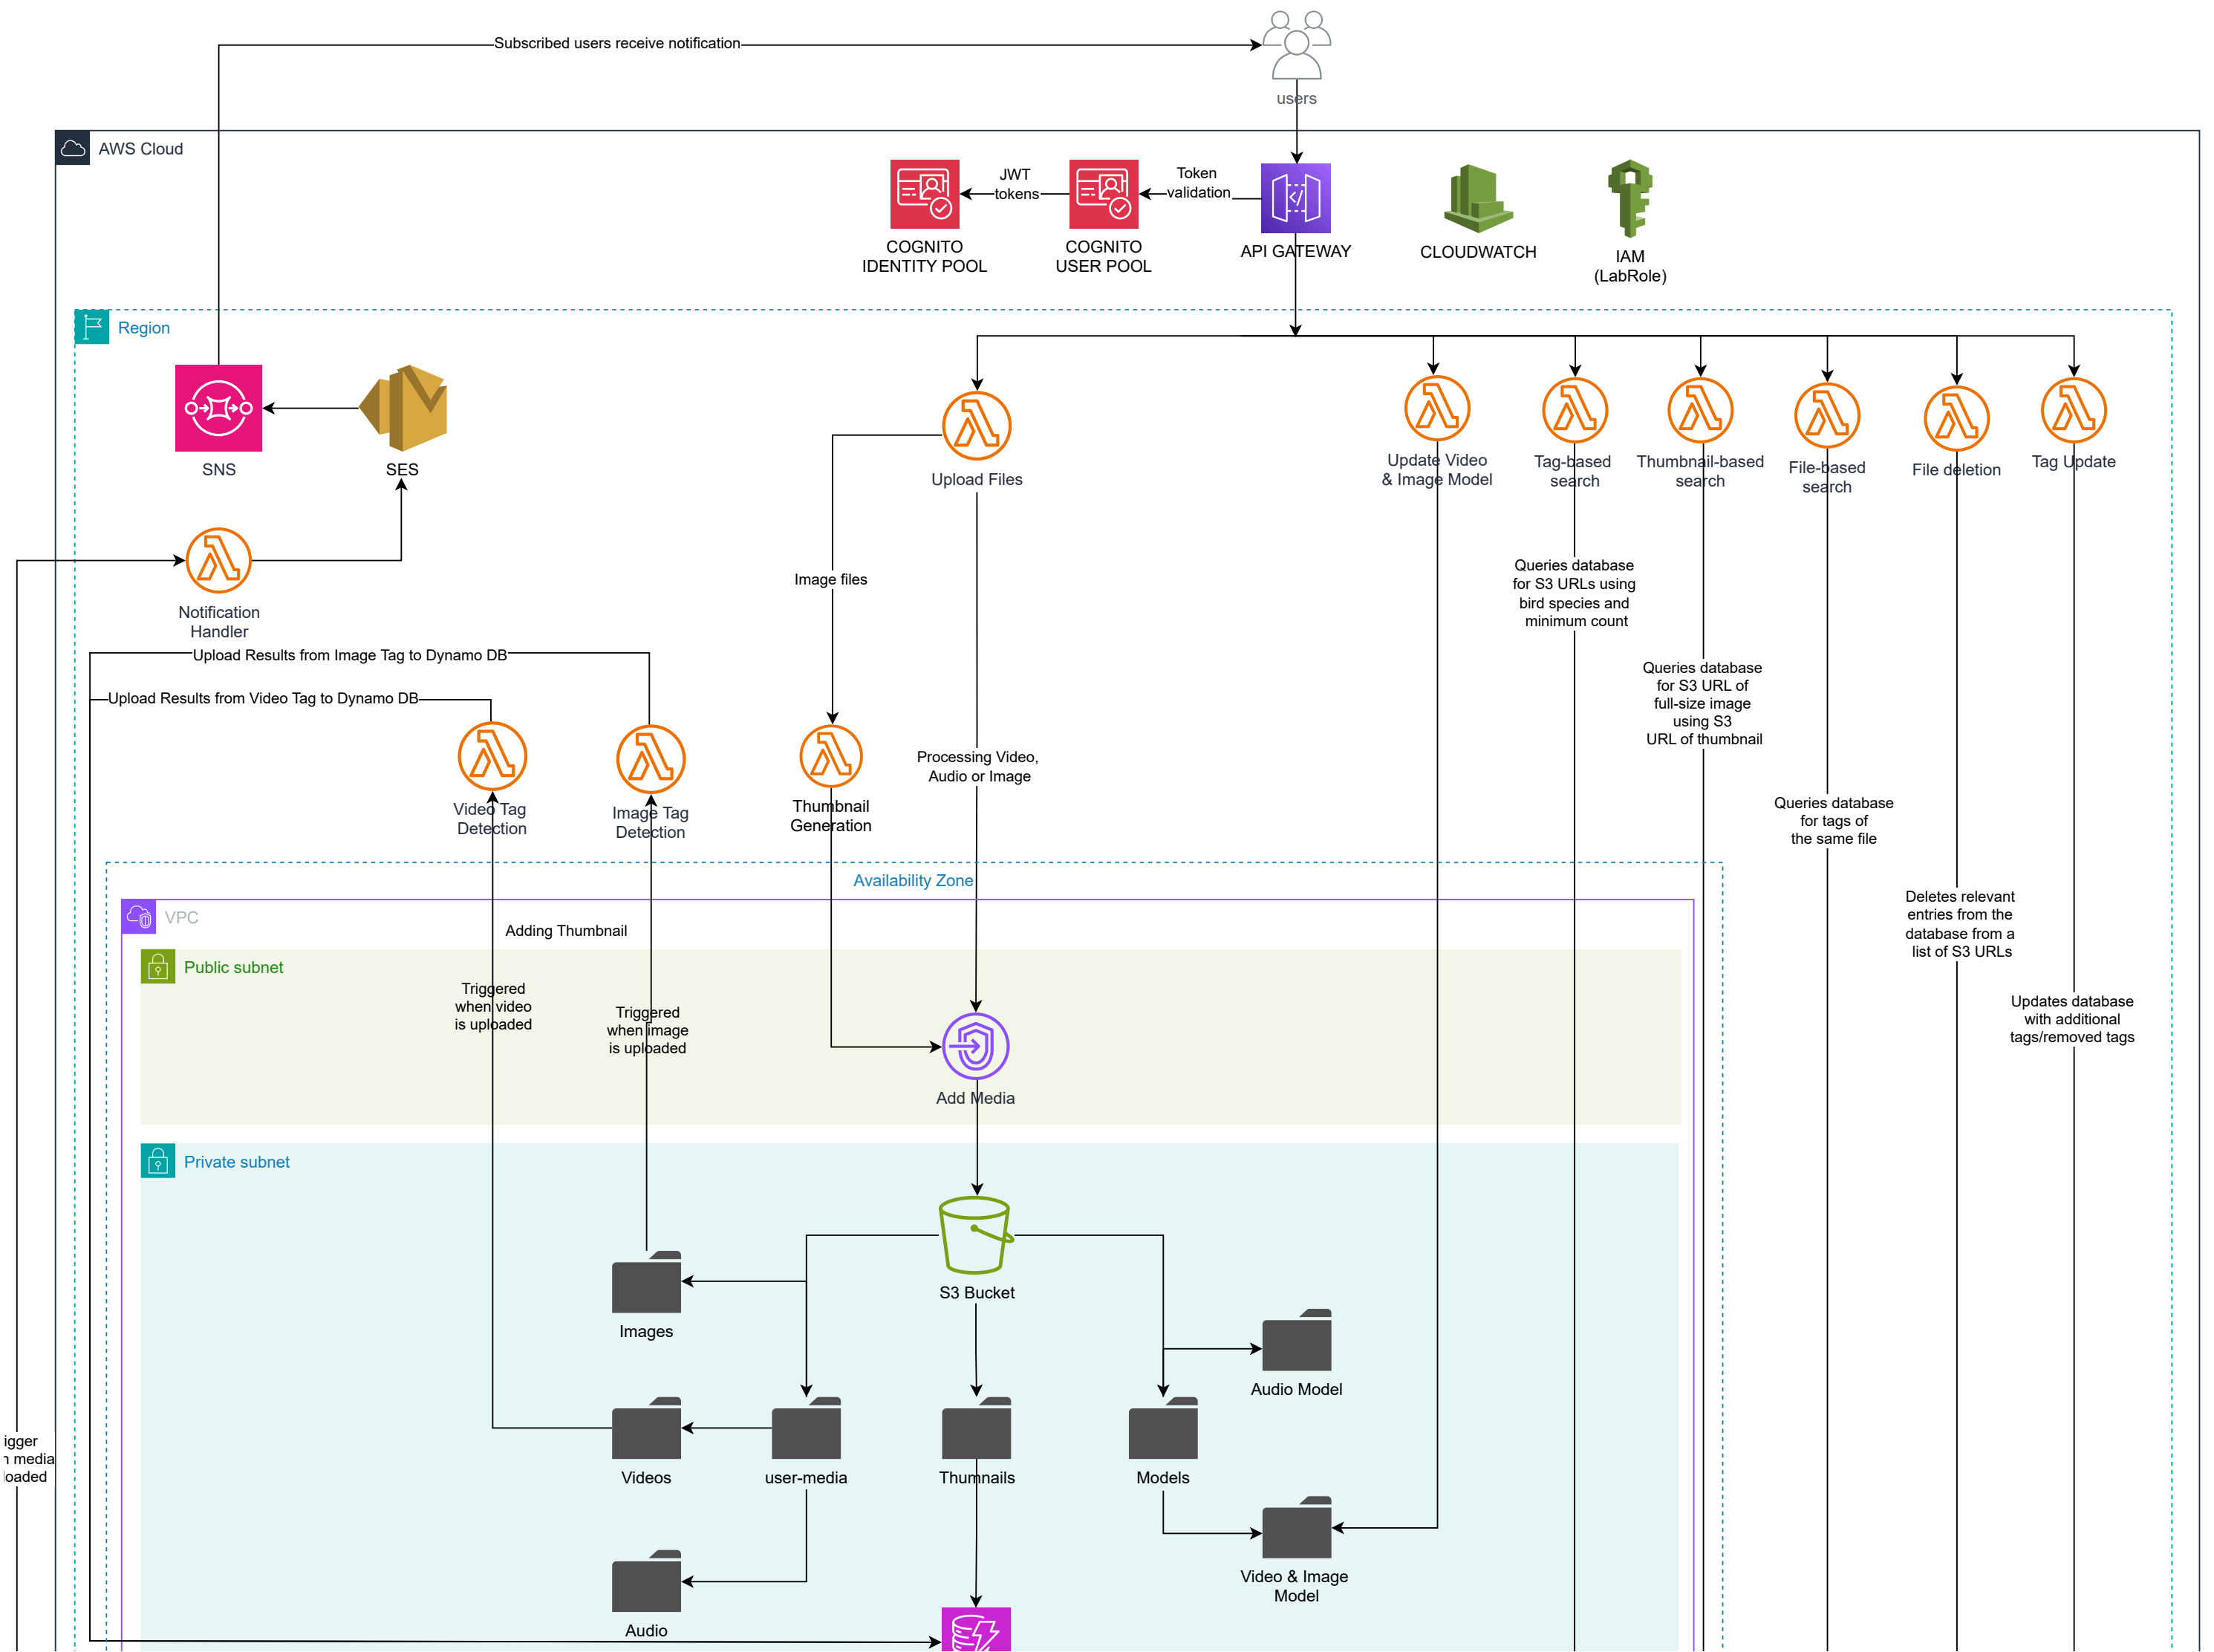 Subscribed users receive notification
users
AWS Cloud
JWT
tokens
Token
validation
COGNITO
IDENTITY POOL
COGNITO
USER POOL
API GATEWAY
CLOUDWATCH
IAM
(LabRole)
Region
SNS
SES
Upload Files
Update Video
& Image Model
Tag-based
search
Thumbnail-based
search
File-based
search
File deletion
Tag Update
Notification
Handler
Image files
Queries database
for S3 URLs using
bird species and
minimum count
Upload Results from Image Tag to Dynamo DB
Upload Results from Video Tag to Dynamo DB
Queries database
for S3 URL of
full-size image
using S3
URL of thumbnail
Video Tag
Detection
Image Tag
Detection
Thumbnail
Generation
Processing Video,
Audio or Image
Queries database
for tags of
the same file
Availability Zone
VPC
Adding Thumbnail
Deletes relevant
entries from the
database from a
list of S3 URLs
Public subnet
Triggered
when video
is uploaded
Triggered
when image
is uploaded
Updates database
with additional
tags/removed tags
Add Media
Private subnet
S3 Bucket
Images
Audio Model
igger
media
loaded
Videos
user-media
Thumnails
Models
Video & Image
Model
Audio